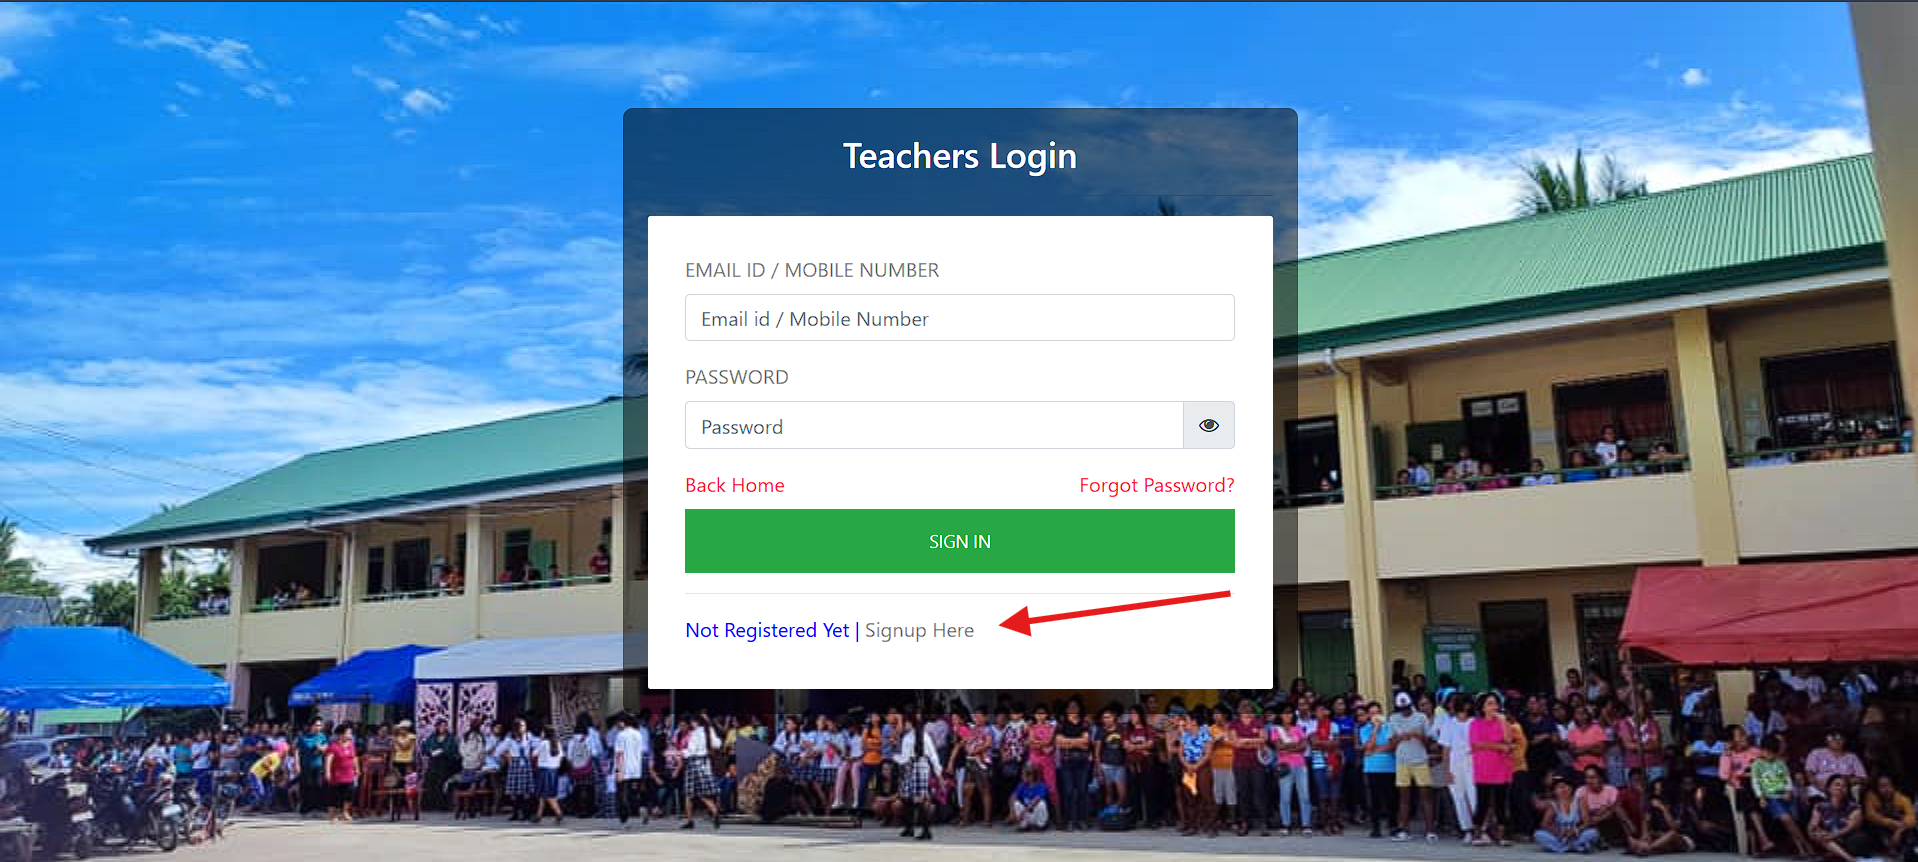 Teachers Login
EMAIL ID / MOBILE NUMBER
Email id / Mobile Number
PASSWORD
Password
Back Home
Forgot Password?
SIGN IN
Not Registered Yet | Signup Here